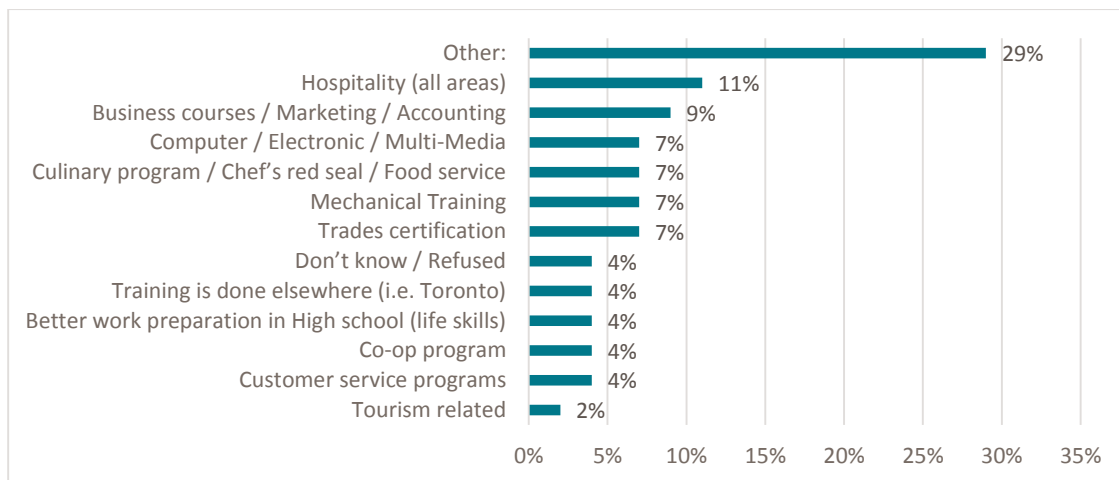 Other: 29%
Hospitality (all areas) 11%
Business courses / Marketing / Accounting 9%
Computer / Electronic / Multi-Media 7%
Culinary program / Chef’s red seal / Food service 7%
Mechanical Training 7%
Trades certification 7%
Don’t know / Refused 4%
Training is done elsewhere (i.e. Toronto) 4%
Better work preparation in High school (life skills) 4%
Co-op program 4%
Customer service programs 4%
Tourism related 2%
0% 5% 10% 15% 20% 25% 30% 35%